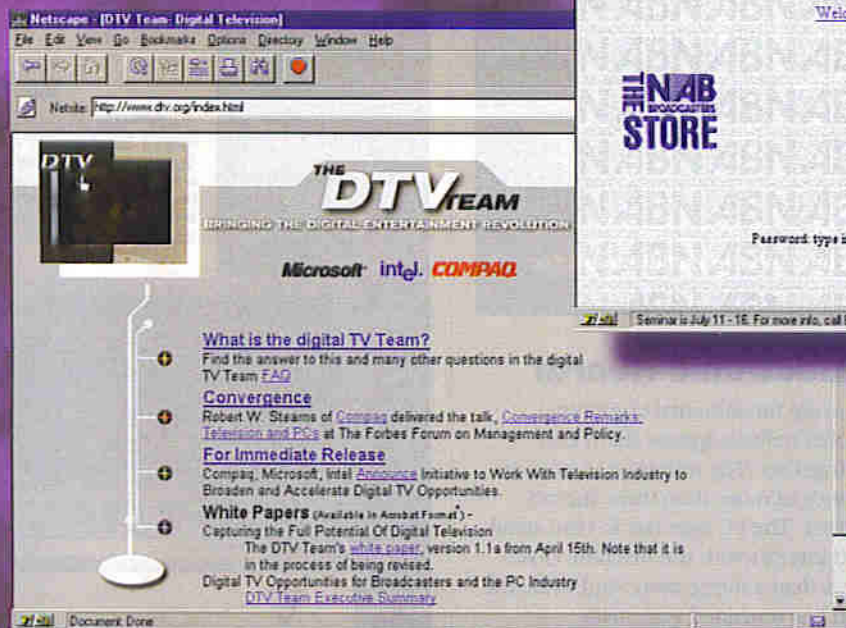 Netscape - [DTV Team: Digital Television]
File Edit View Go Bookmarks Options Directory Window Help
Netsite: http://www.dtv.org/index.html
DTV
THE
DTV TEAM
BRINGING THE DIGITAL ENTERTAINMENT REVOLUTION
Microsoft intel. COMPAQ
What is the digital TV Team?
Find the answer to this and many other questions in the digital
TV Team FAQ
Convergence
Robert W. Stearns of Compaq delivered the talk, Convergence Remarks:
Television and PCs at The Forbes Forum on Management and Policy.
For Immediate Release
Compaq, Microsoft, Intel Announce Initiative to Work With Television Industry to
Broaden and Accelerate Digital TV Opportunities.
White Papers (Available In Acrobat Format) -
Capturing the Full Potential Of Digital Television
The DTV Team's white paper, version 1.1a from April 15th. Note that it is
in the process of being revised.
Digital TV Opportunities for Broadcasters and the PC Industry
DTV Team Executive Summary
Document: Done
Welc
THE NAB
BROADCASTERS
STORE
Password: type i
Seminar is July 11 - 16. For more info, call